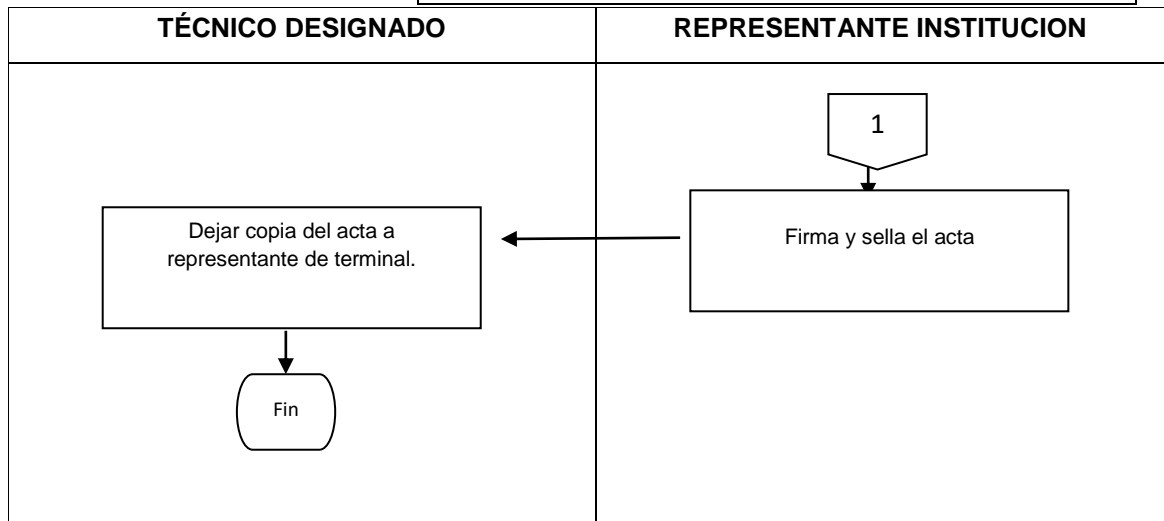 TÉCNICO DESIGNADO
REPRESENTANTE INSTITUCION
1
Firma y sella el acta
Dejar copia del acta a
representante de terminal.
Fin